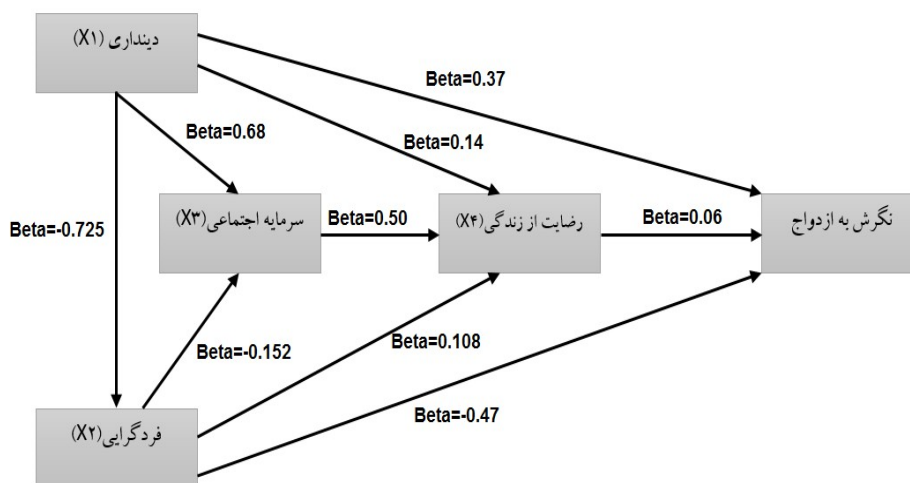 دینداری (X۱)
Beta=0.37
Beta=0.68
Beta=0.14
Beta=-0.725
سرمایه اجتماعی(X۳)
Beta=0.50
رضایت از زندگی(X۴)
Beta=0.06
نگرش به ازدواج
Beta=-0.152
Beta=0.108
Beta=-0.47
فردگرایی(X۲)